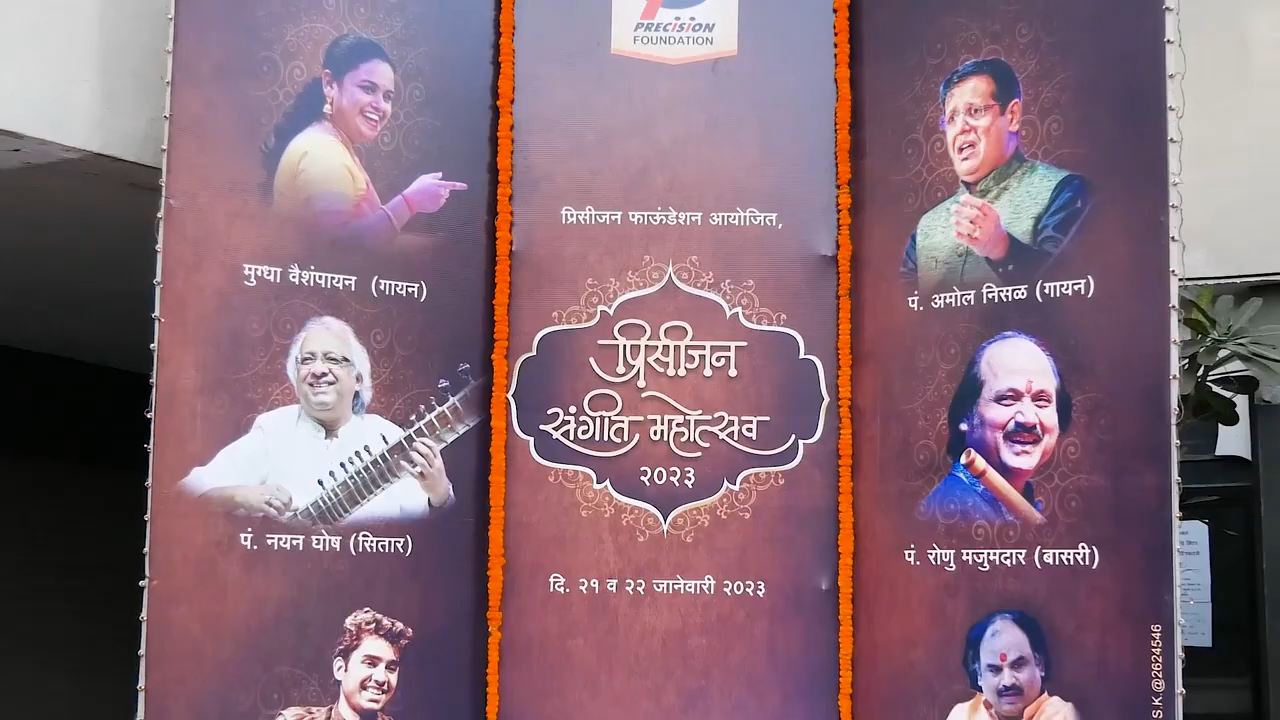 PRECISION
FOUNDATION
प्रिसीजन फाऊंडेशन आयोजित,
मुग्धा वैशंपायन (गायन)
पं. अमोल निसळ (गायन)
प्रिसीजन
संगीत महोत्सव
२०२३
पं. नयन घोष (सितार)
पं. रोणु मजुमदार (बासरी)
दि. २१ व २२ जानेवारी २०२३
S.K.@2624546